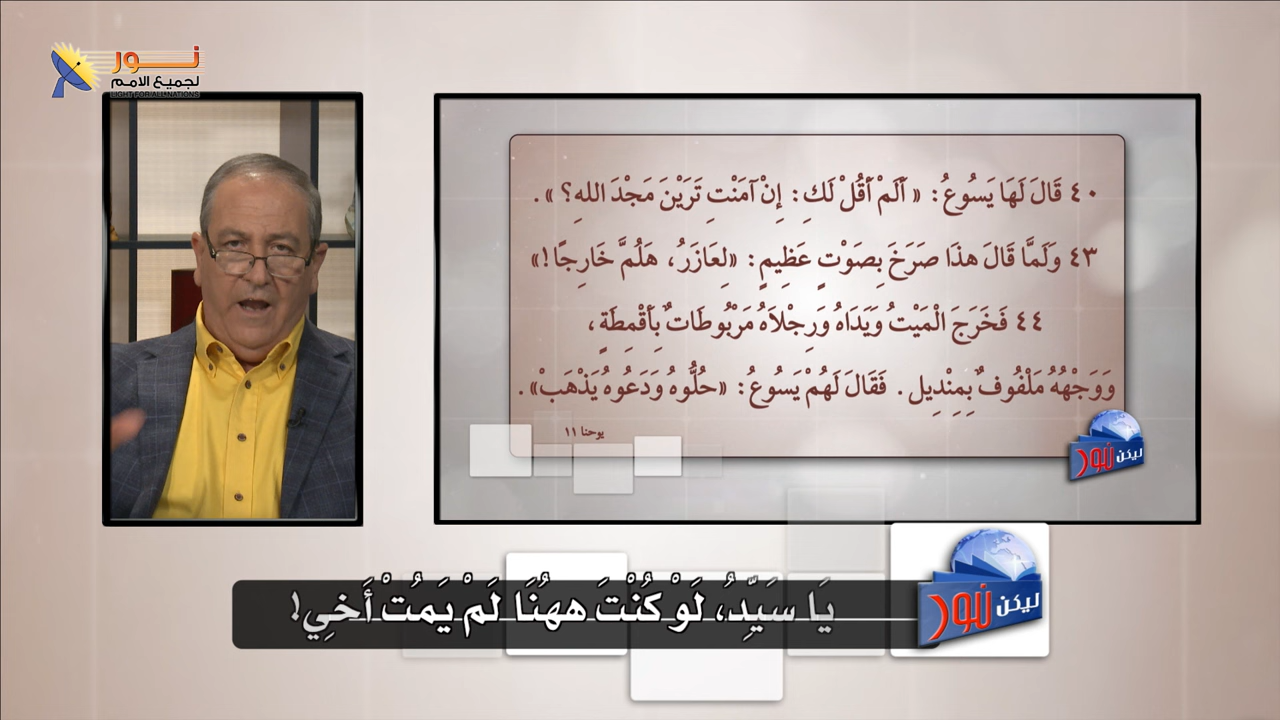 نور
لجميع الامم
LIGHT FOR ALL NATIONS
٤٠ قَالَ لَهَا يَسُوعُ: « أَلَمْ أَقُلْ لَكِ: إِنْ آمَنْتِ تَرَيْنَ مَجْدَ اللهِ؟ ».
٤٣ وَلَمَّا قَالَ هذَا صَرَخَ بِصَوْتٍ عَظِيمٍ: «لِعَازَرُ، هَلُمَّ خَارِجًا!»
٤٤ فَخَرَجَ الْمَيْتُ وَيَدَاهُ وَرِجْلاَهُ مَرْبُوطَاتٌ بِأَقْمِطَةٍ،
وَوَجْهُهُ مَلْفُوفٌ بِمِنْدِيل. فَقَالَ لَهُمْ يَسُوعُ: «حُلُّوهُ وَدَعُوهُ يَذْهَبْ».
يوحنا ١١
ليكن نور
يَا سَيِّدُ، لَوْ كُنْتَ ههُنَا لَمْ يَمُتْ أَخِي!
ليكن نور